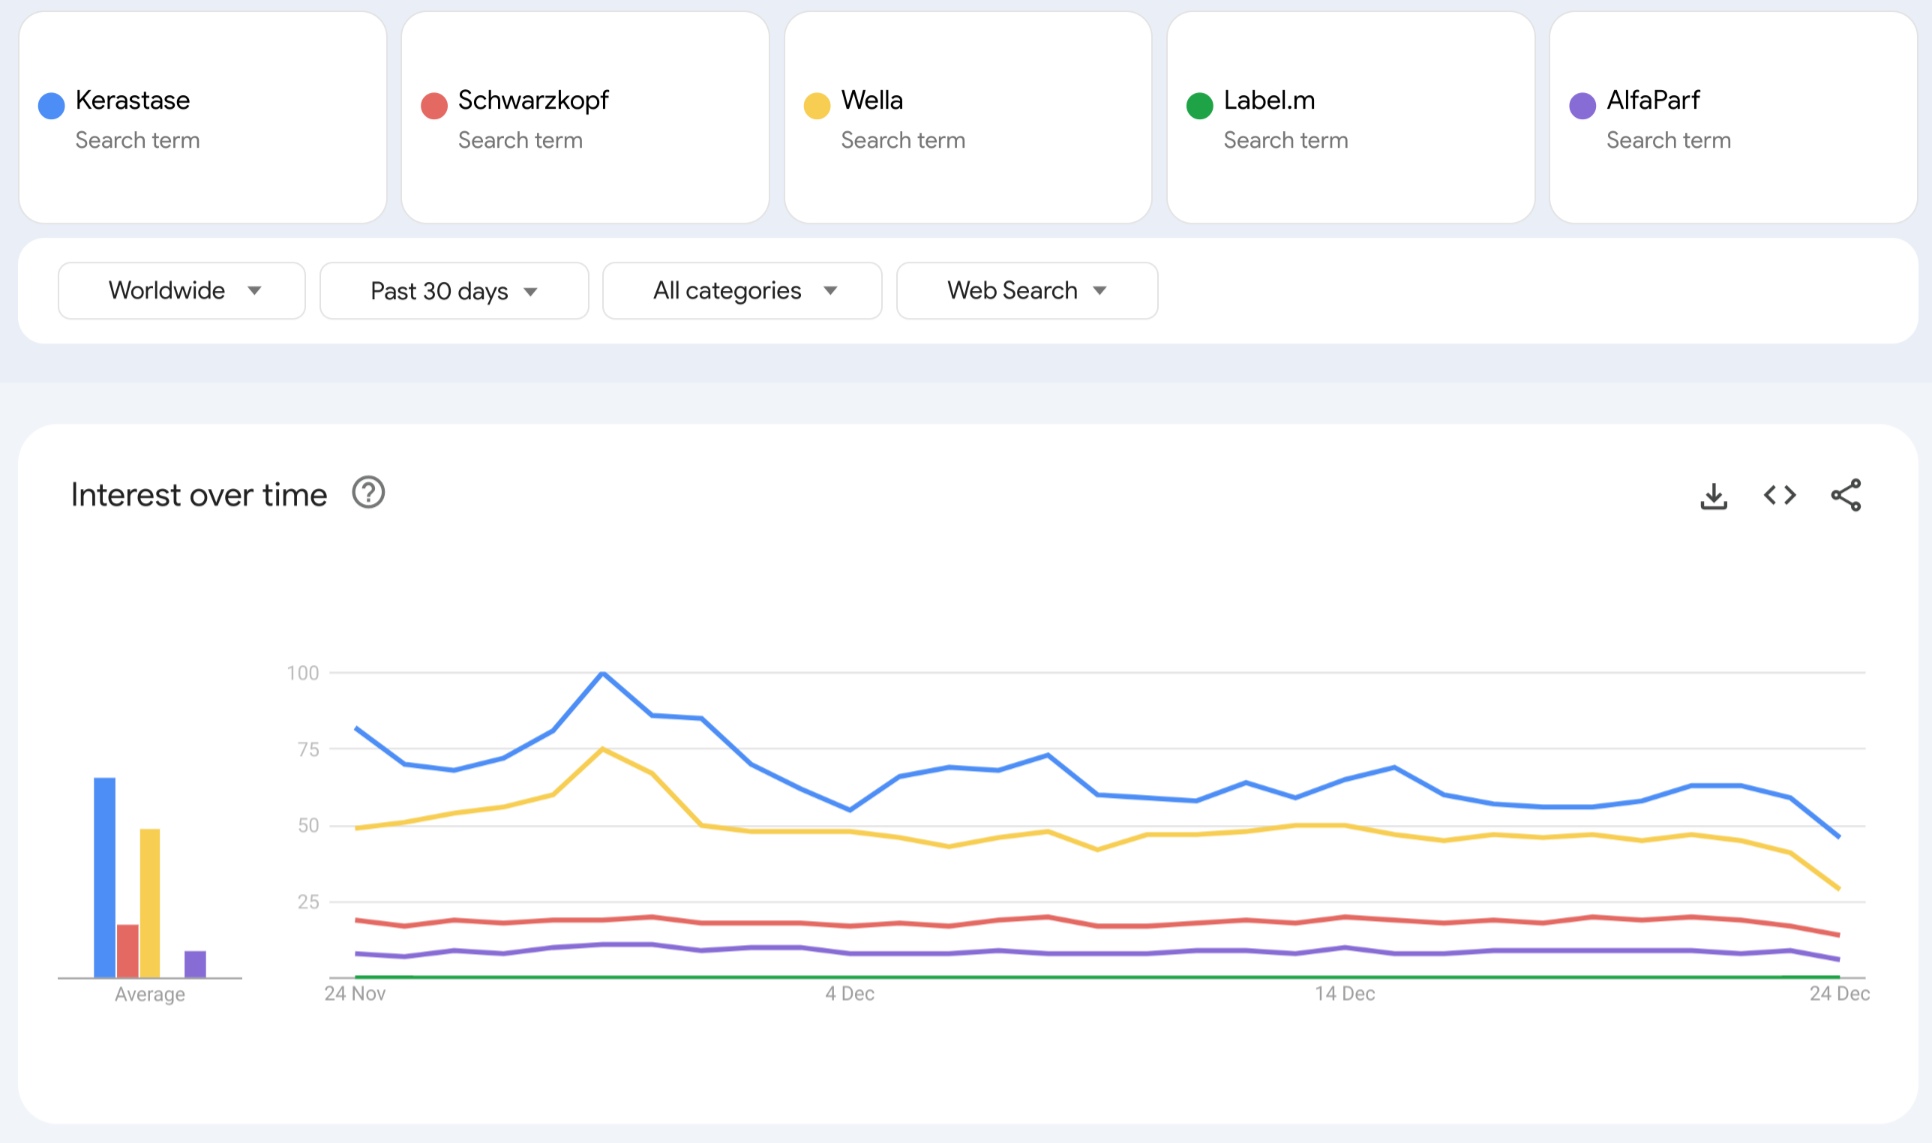 Kerastase
Search term
Schwarzkopf
Search term
Wella
Search term
Label.m
Search term
AlfaParf
Search term
Worldwide
Past 30 days
All categories
Web Search
Interest over time
?
100
75
50
25
Average
24 Nov
4 Dec
14 Dec
24 Dec